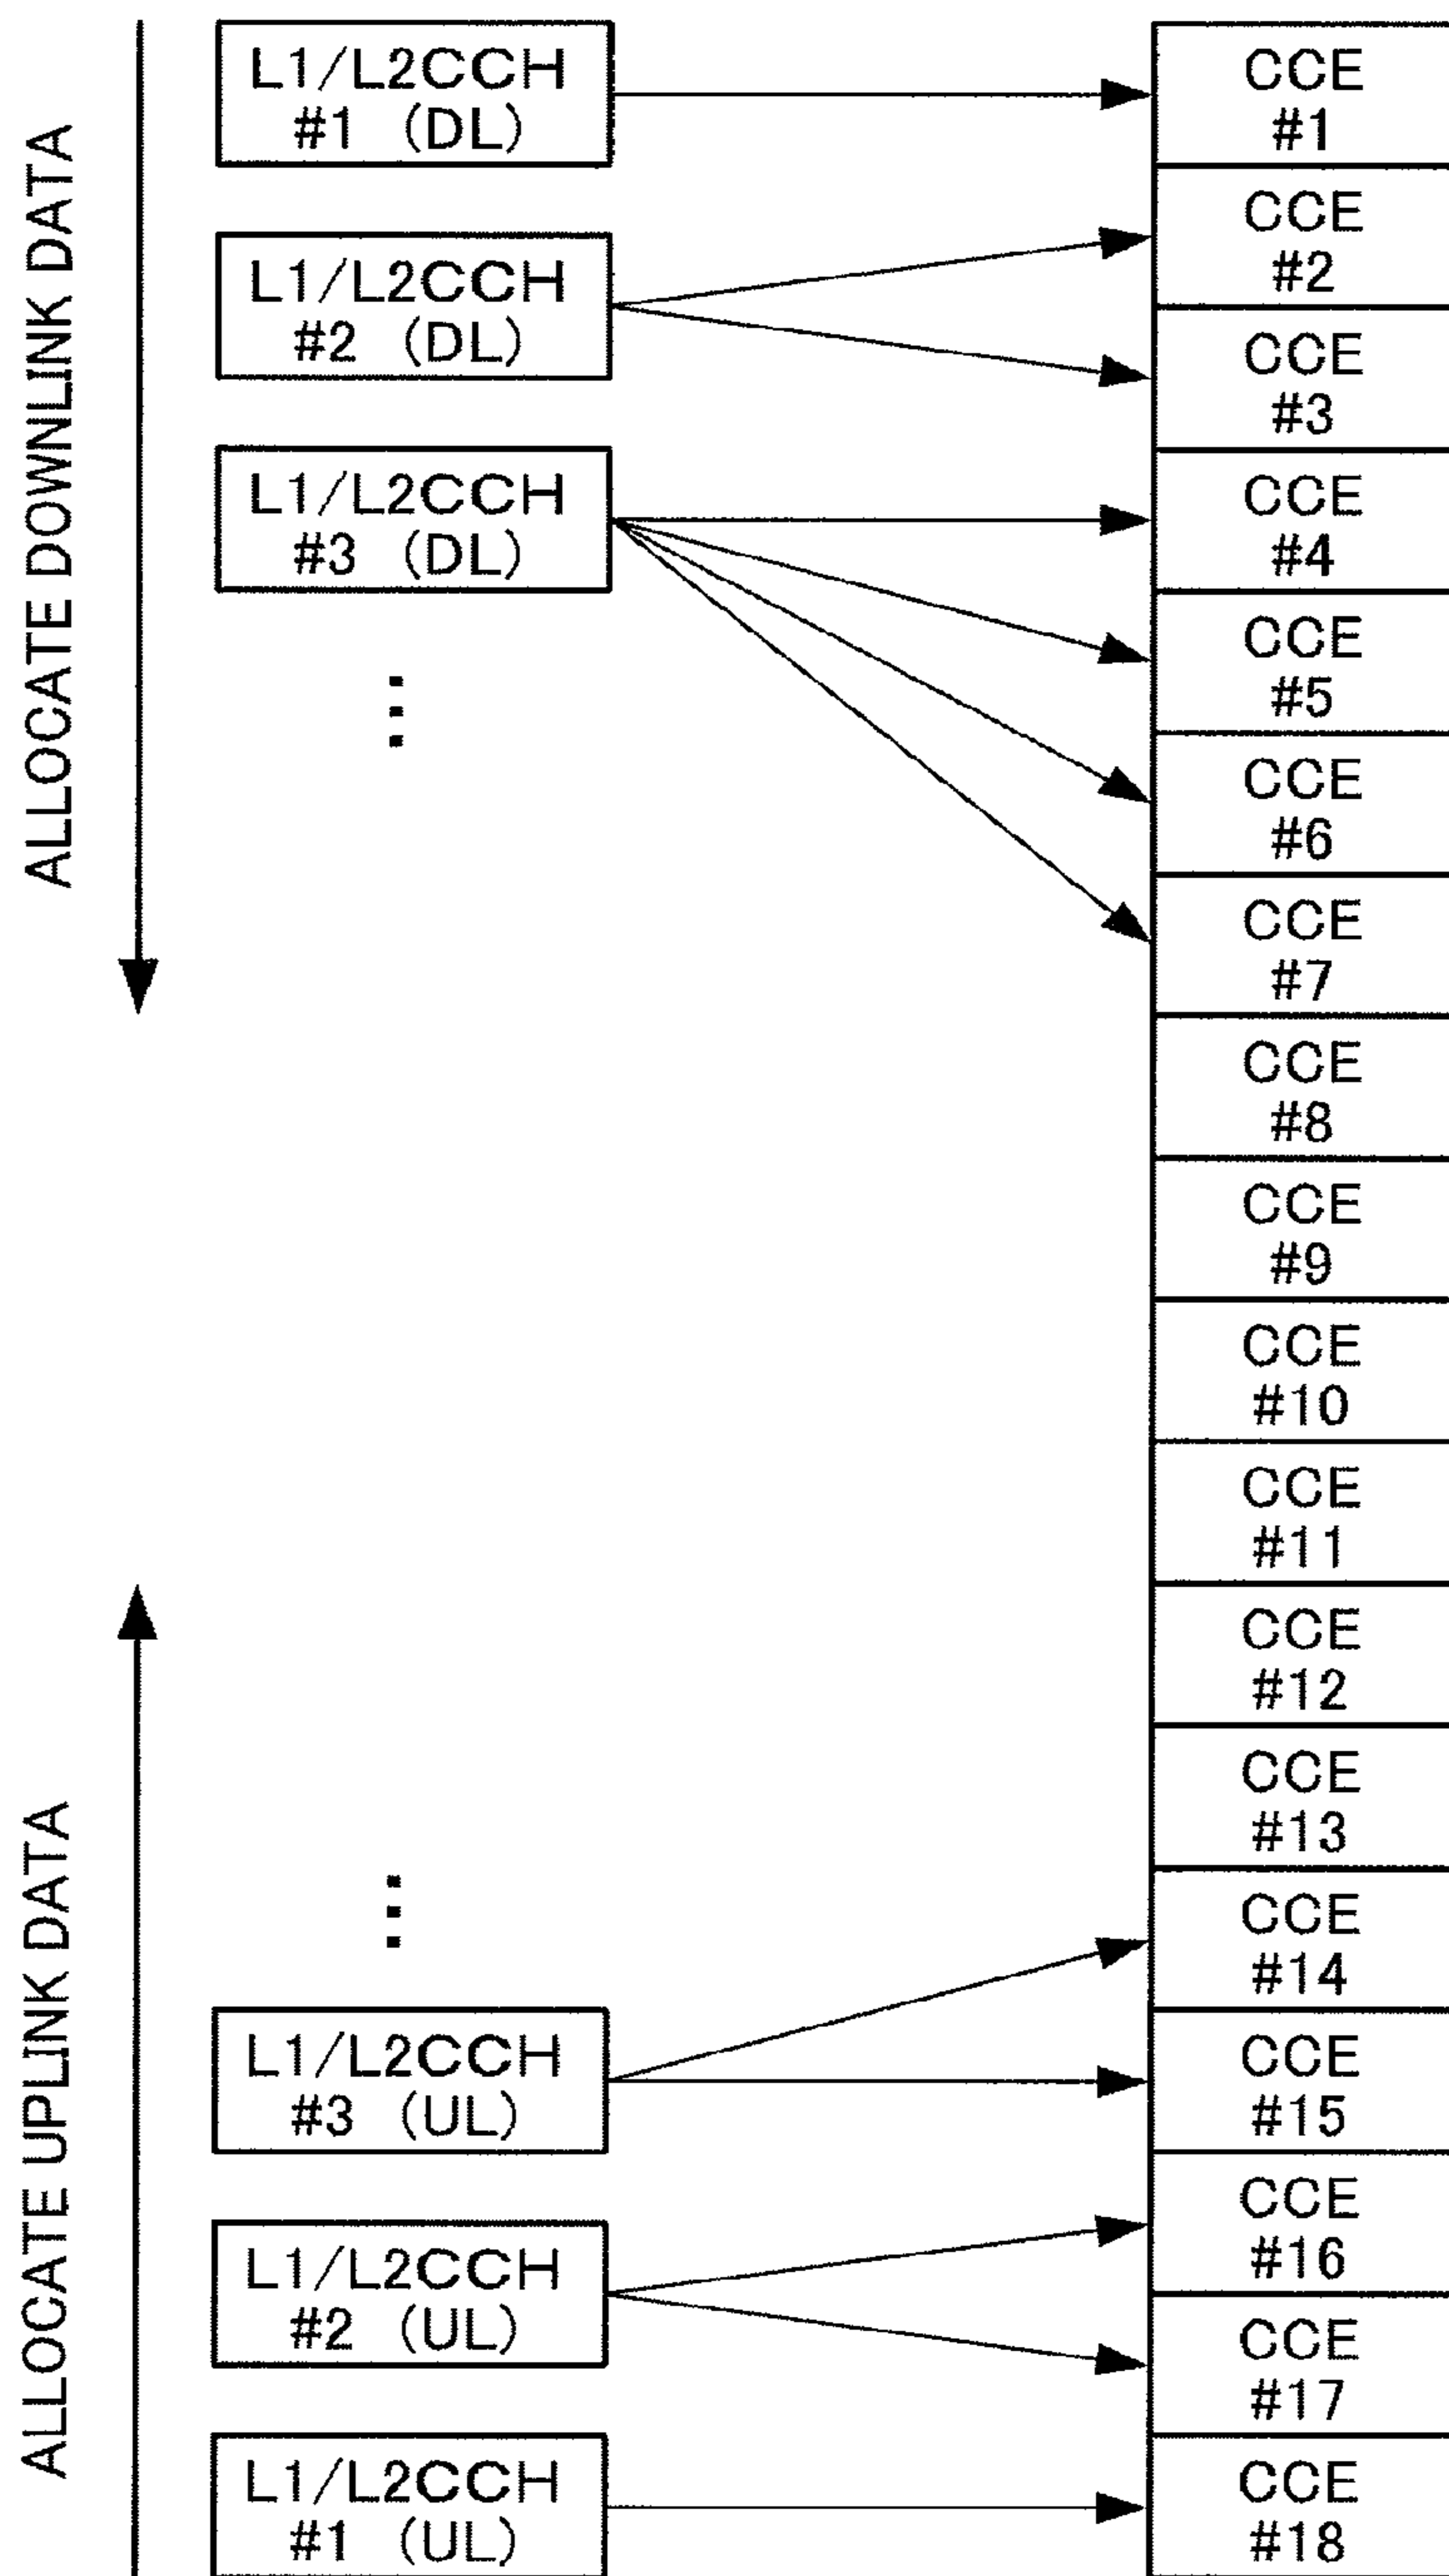 ALLOCATE DOWNLINK DATA
L1/L2CCH
#1 (DL)
L1/L2CCH
#2 (DL)
L1/L2CCH
#3 (DL)
⋮
ALLOCATE UPLINK DATA
⋮
L1/L2CCH
#3 (UL)
L1/L2CCH
#2 (UL)
L1/L2CCH
#1 (UL)
CCE
#1
CCE
#2
CCE
#3
CCE
#4
CCE
#5
CCE
#6
CCE
#7
CCE
#8
CCE
#9
CCE
#10
CCE
#11
CCE
#12
CCE
#13
CCE
#14
CCE
#15
CCE
#16
CCE
#17
CCE
#18